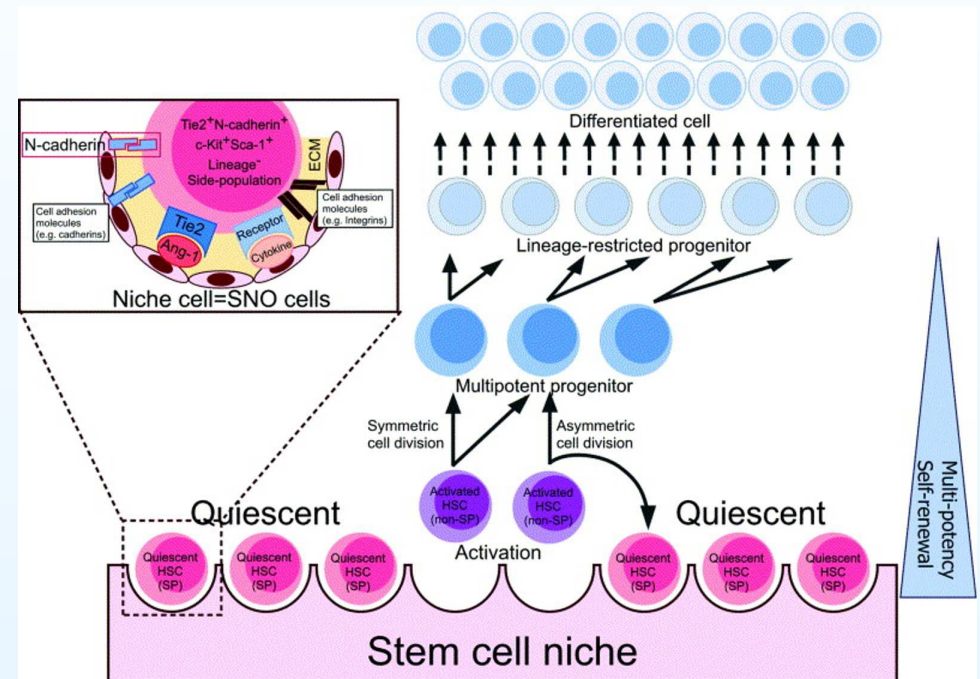 Differentiated cell
Lineage-restricted progenitor
Multipotent progenitor
Symmetric
cell division
Asymmetric
cell division
Activated
HSC
(non-SP)
Activated
HSC
(non-SP)
Activation
N-cadherin
Tie2⁺N-cadherin⁺
c-Kit⁺Sca-1⁺
Lineage⁻
Side-population
ECM
Cell adhesion
molecules
(e.g. cadherins)
Tie2
Ang-1
Receptor
Cytokine
Cell adhesion
molecules
(e.g. Integrins)
Niche cell=SNO cells
Quiescent
Quiescent
Quiescent
HSC
(SP)
Quiescent
HSC
(SP)
Quiescent
HSC
(SP)
Quiescent
HSC
(SP)
Quiescent
HSC
(SP)
Quiescent
HSC
(SP)
Multi-potency
Self-renewal
Stem cell niche